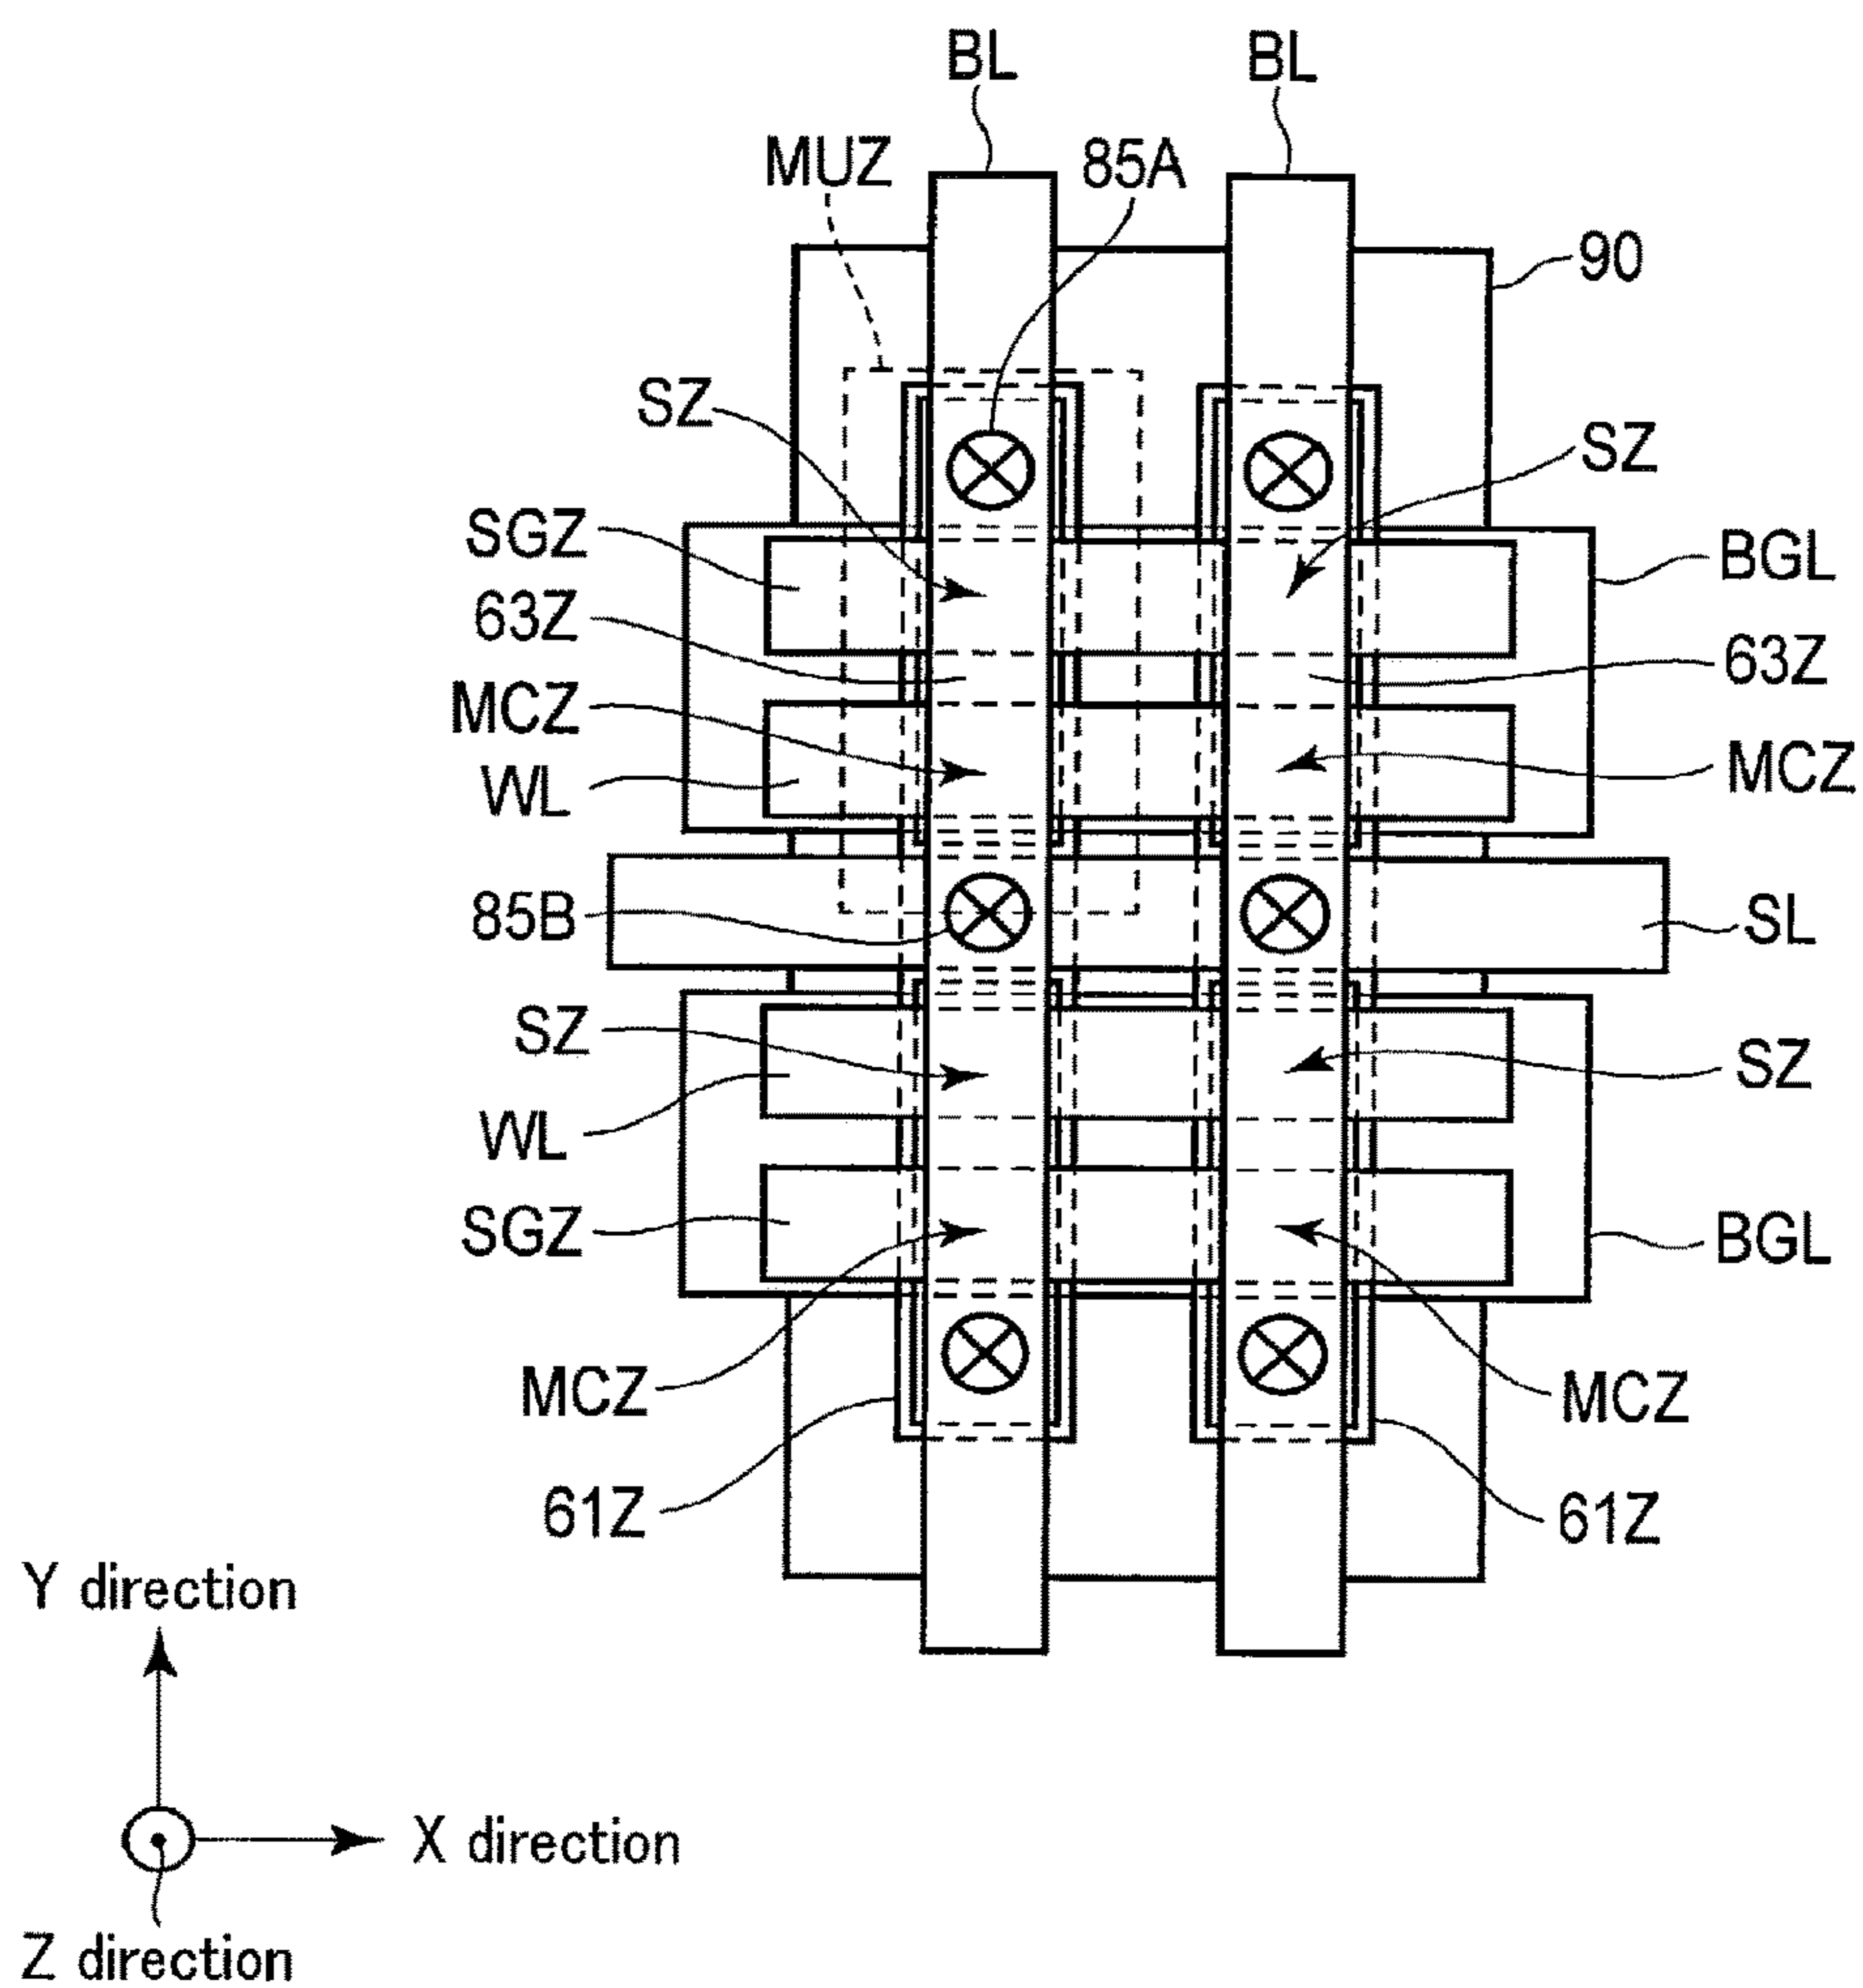 BL
BL
MUZ
85A
90
SZ
SZ
SGZ
BGL
63Z
63Z
MCZ
MCZ
WL
85B
SL
SZ
SZ
WL
SGZ
BGL
MCZ
MCZ
61Z
61Z
Y direction
X direction
Z direction